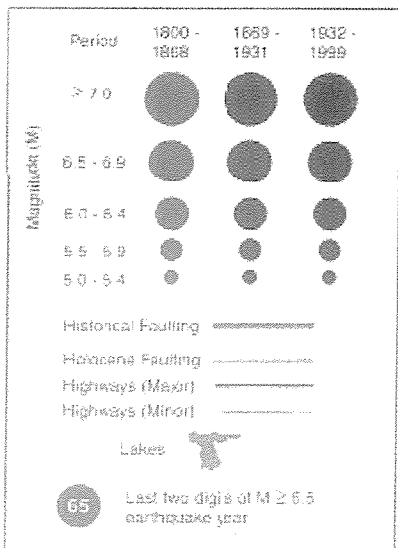 Period 1800 - 1869 - 1932 -
1868 1931 1999
Magnitude (M)
≥ 7.0
6.5 - 6.9
6.0 - 6.4
5.5 - 5.9
5.0 - 5.4
Historical Faulting
Holocene Faulting
Highways (Major)
Highways (Minor)
Lakes
65 Last two digits of M ≥ 6.5
earthquake year